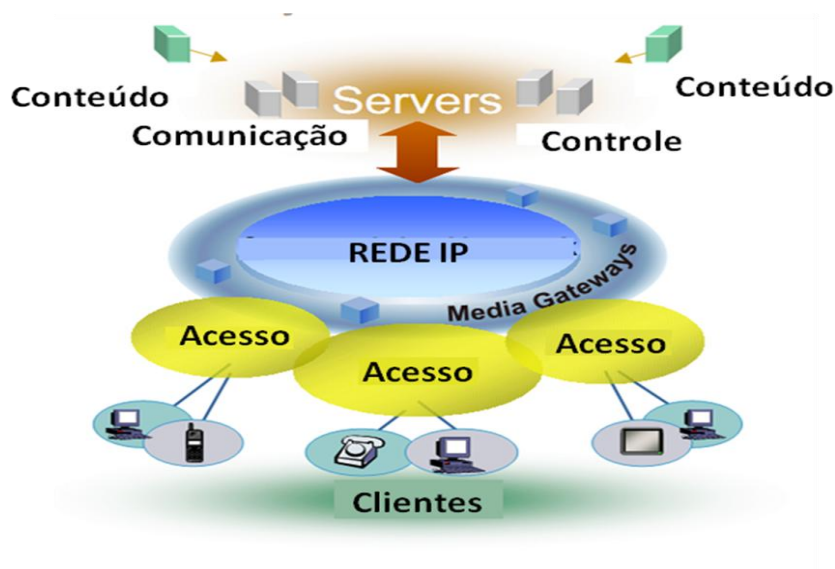 Conteúdo
Servers
Conteúdo
Comunicação
Controle
REDE IP
Media Gateways
Acesso
Acesso
Acesso
Clientes